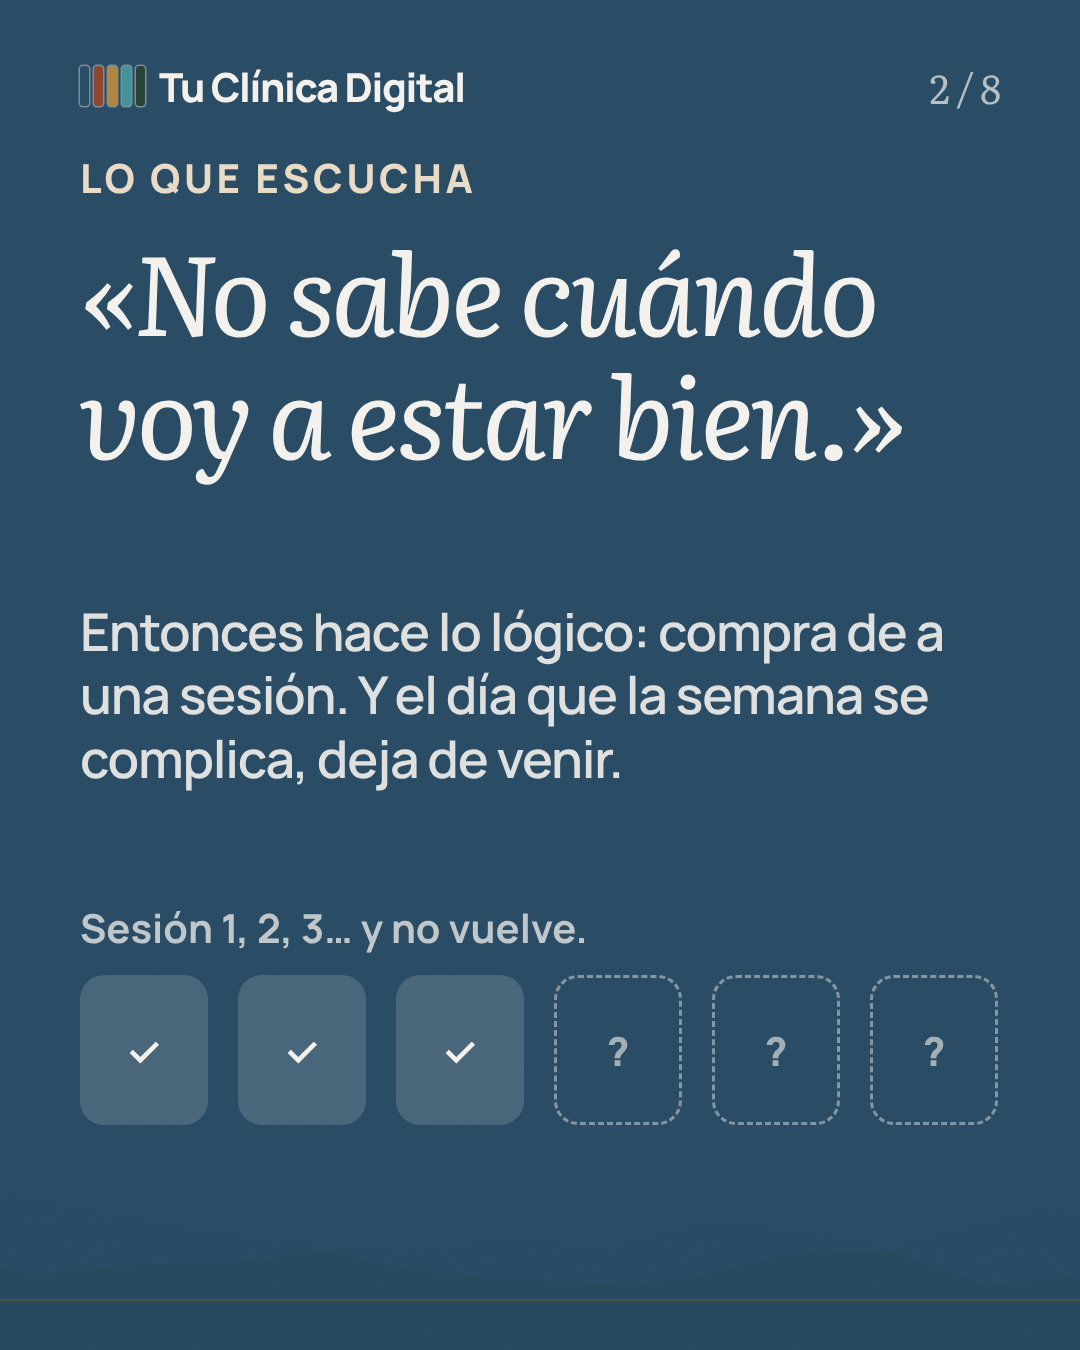 Tu Clínica Digital
2/8
LO QUE ESCUCHA
«No sabe cuándo
voy a estar bien.»
Entonces hace lo lógico: compra de a
una sesión. Y el día que la semana se
complica, deja de venir.
Sesión 1, 2, 3... y no vuelve.
? ? ?